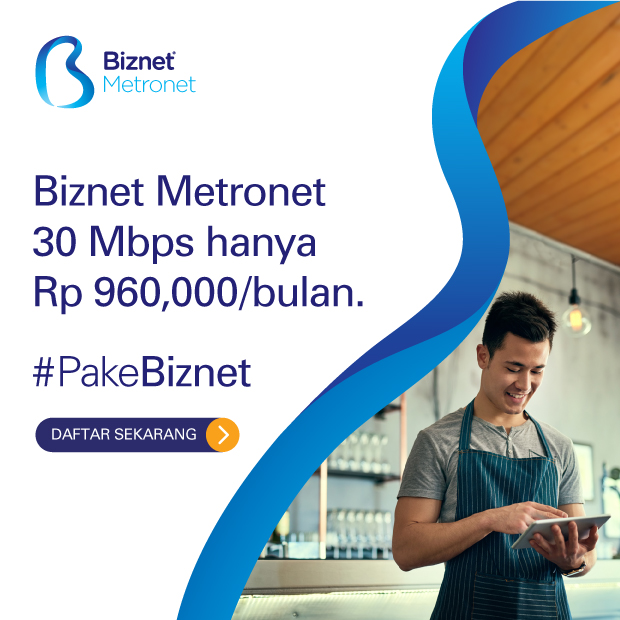 Biznet
Metronet
Biznet Metronet
30 Mbps hanya
Rp 960,000/bulan.
#PakeBiznet
DAFTAR SEKARANG